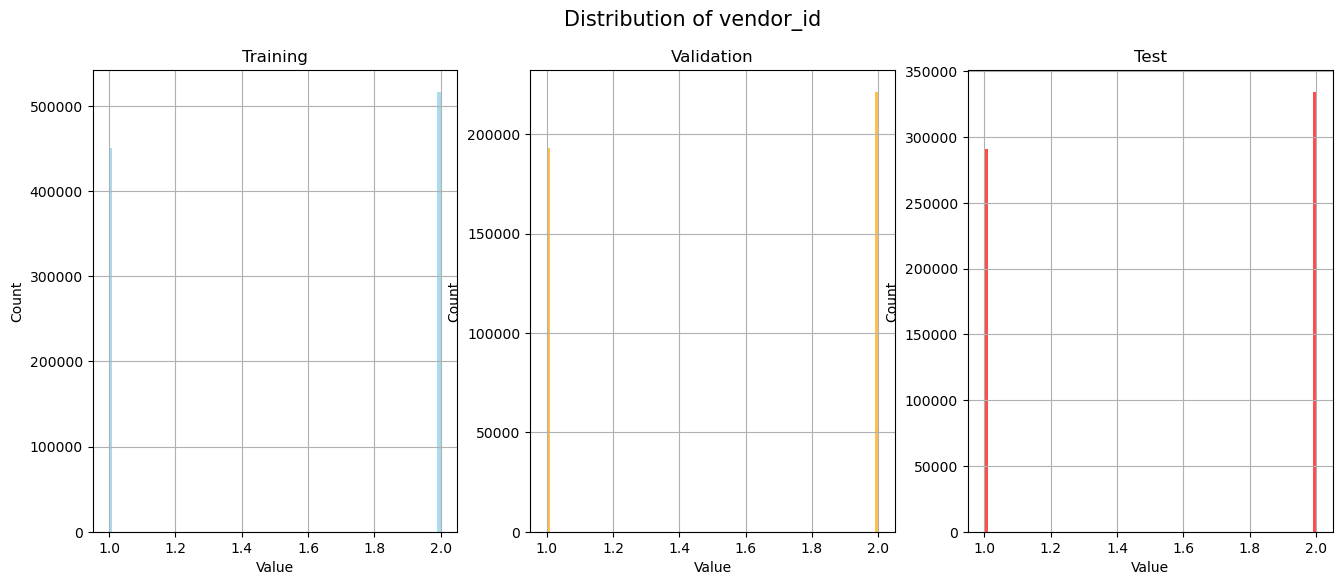 Distribution of vendor_id
Training
Validation
Test
Count
500000
400000
300000
200000
100000
0
1.0 1.2 1.4 1.6 1.8 2.0
Value
Count
200000
150000
100000
50000
0
1.0 1.2 1.4 1.6 1.8 2.0
Value
Count
350000
300000
250000
200000
150000
100000
50000
0
1.0 1.2 1.4 1.6 1.8 2.0
Value